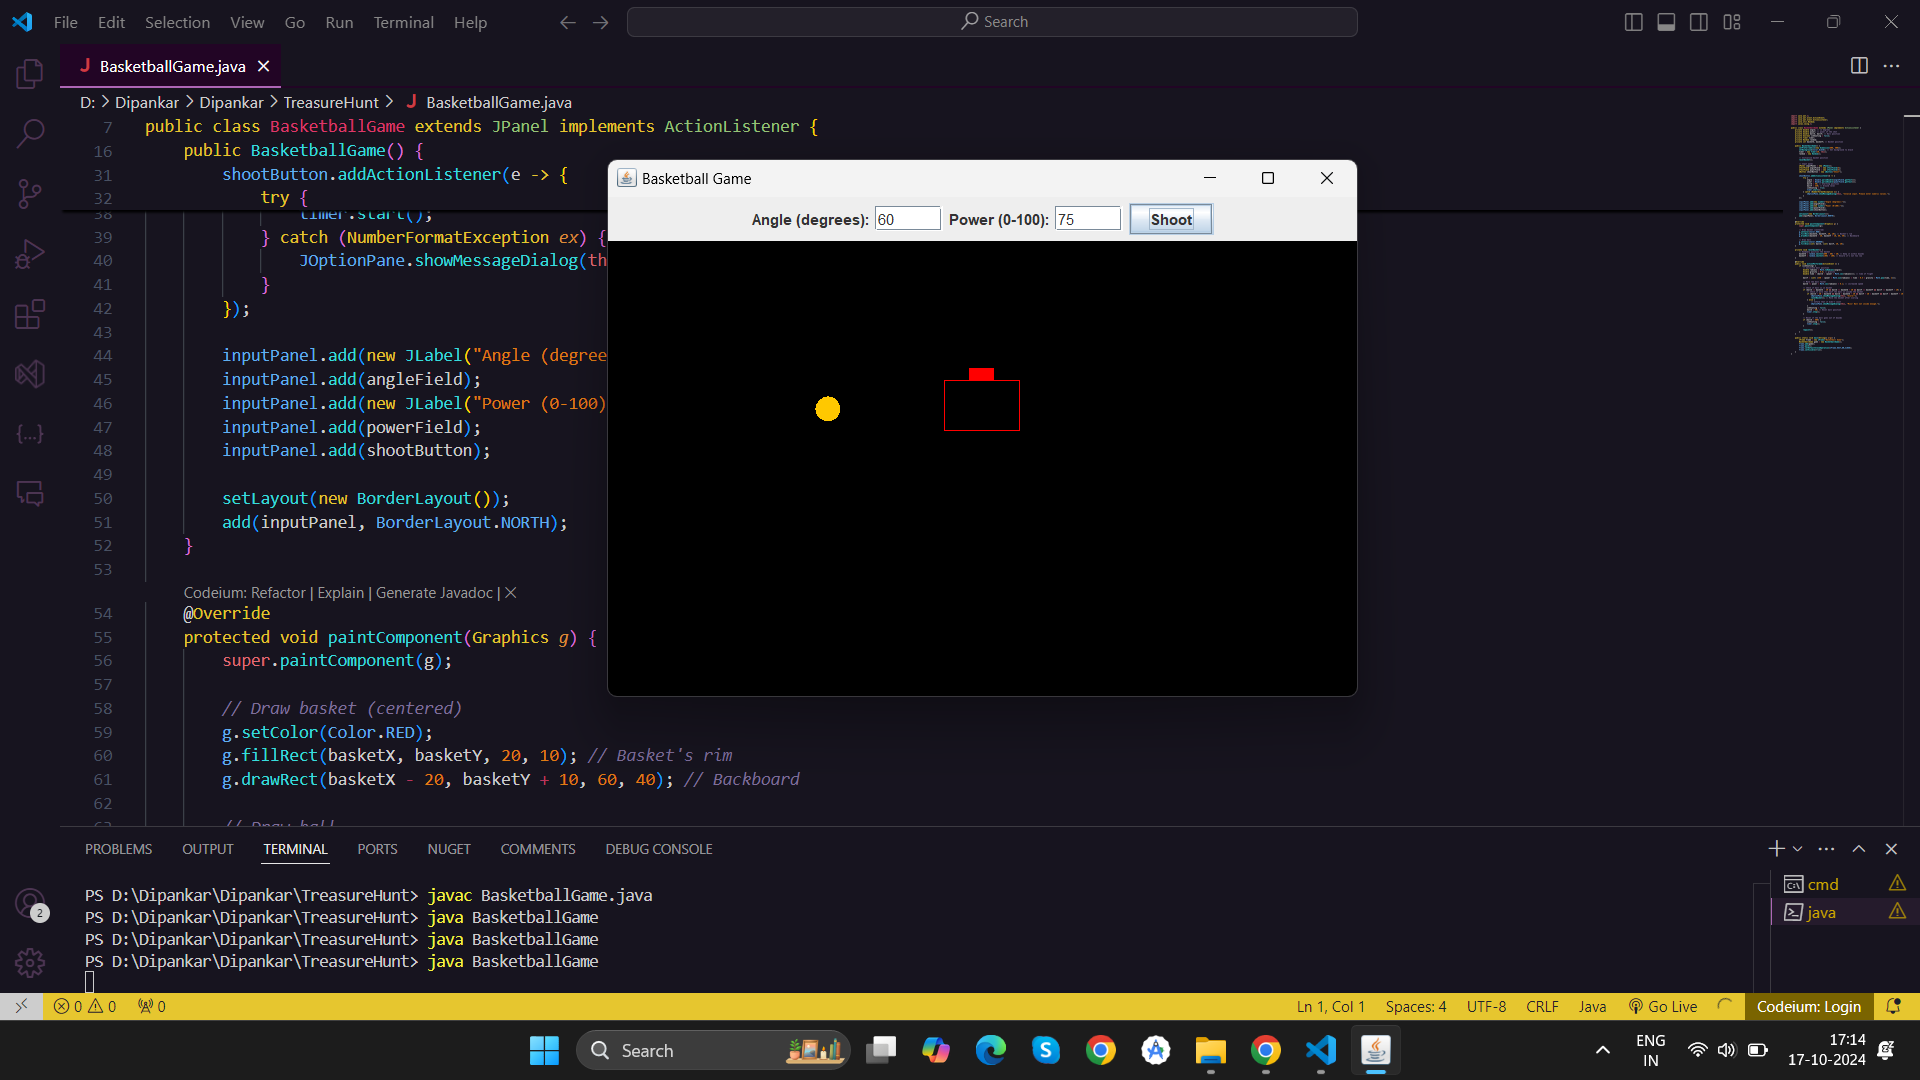 File Edit Selection View Go Run Terminal Help
Search
BasketballGame.java
D: > Dipankar > Dipankar > TreasureHunt > BasketballGame.java
7 public class BasketballGame extends JPanel implements ActionListener {
16 public BasketballGame() {
31 shootButton.addActionListener(e -> {
32 try {
38 timer.start();
39 } catch (NumberFormatException ex) {
40 JOptionPane.showMessageDialog(th
41 }
42 });
43
44 inputPanel.add(new JLabel("Angle (degree
45 inputPanel.add(angleField);
46 inputPanel.add(new JLabel("Power (0-100)
47 inputPanel.add(powerField);
48 inputPanel.add(shootButton);
49
50 setLayout(new BorderLayout());
51 add(inputPanel, BorderLayout.NORTH);
52 }
53
Codeium: Refactor | Explain | Generate Javadoc | X
54 @Override
55 protected void paintComponent(Graphics g) {
56 super.paintComponent(g);
57
58 // Draw basket (centered)
59 g.setColor(Color.RED);
60 g.fillRect(basketX, basketY, 20, 10); // Basket's rim
61 g.drawRect(basketX - 20, basketY + 10, 60, 40); // Backboard
62
63 // Draw ball
Basketball Game
Angle (degrees): 60 Power (0-100): 75 Shoot
PROBLEMS OUTPUT TERMINAL PORTS NUGET COMMENTS DEBUG CONSOLE
PS D:\Dipankar\Dipankar\TreasureHunt> javac BasketballGame.java
PS D:\Dipankar\Dipankar\TreasureHunt> java BasketballGame
PS D:\Dipankar\Dipankar\TreasureHunt> java BasketballGame
PS D:\Dipankar\Dipankar\TreasureHunt> java BasketballGame
cmd
java
2
0 0 0 Ln 1, Col 1 Spaces: 4 UTF-8 CRLF Java Go Live Codeium: Login
Search
ENG
IN
17:14
17-10-2024